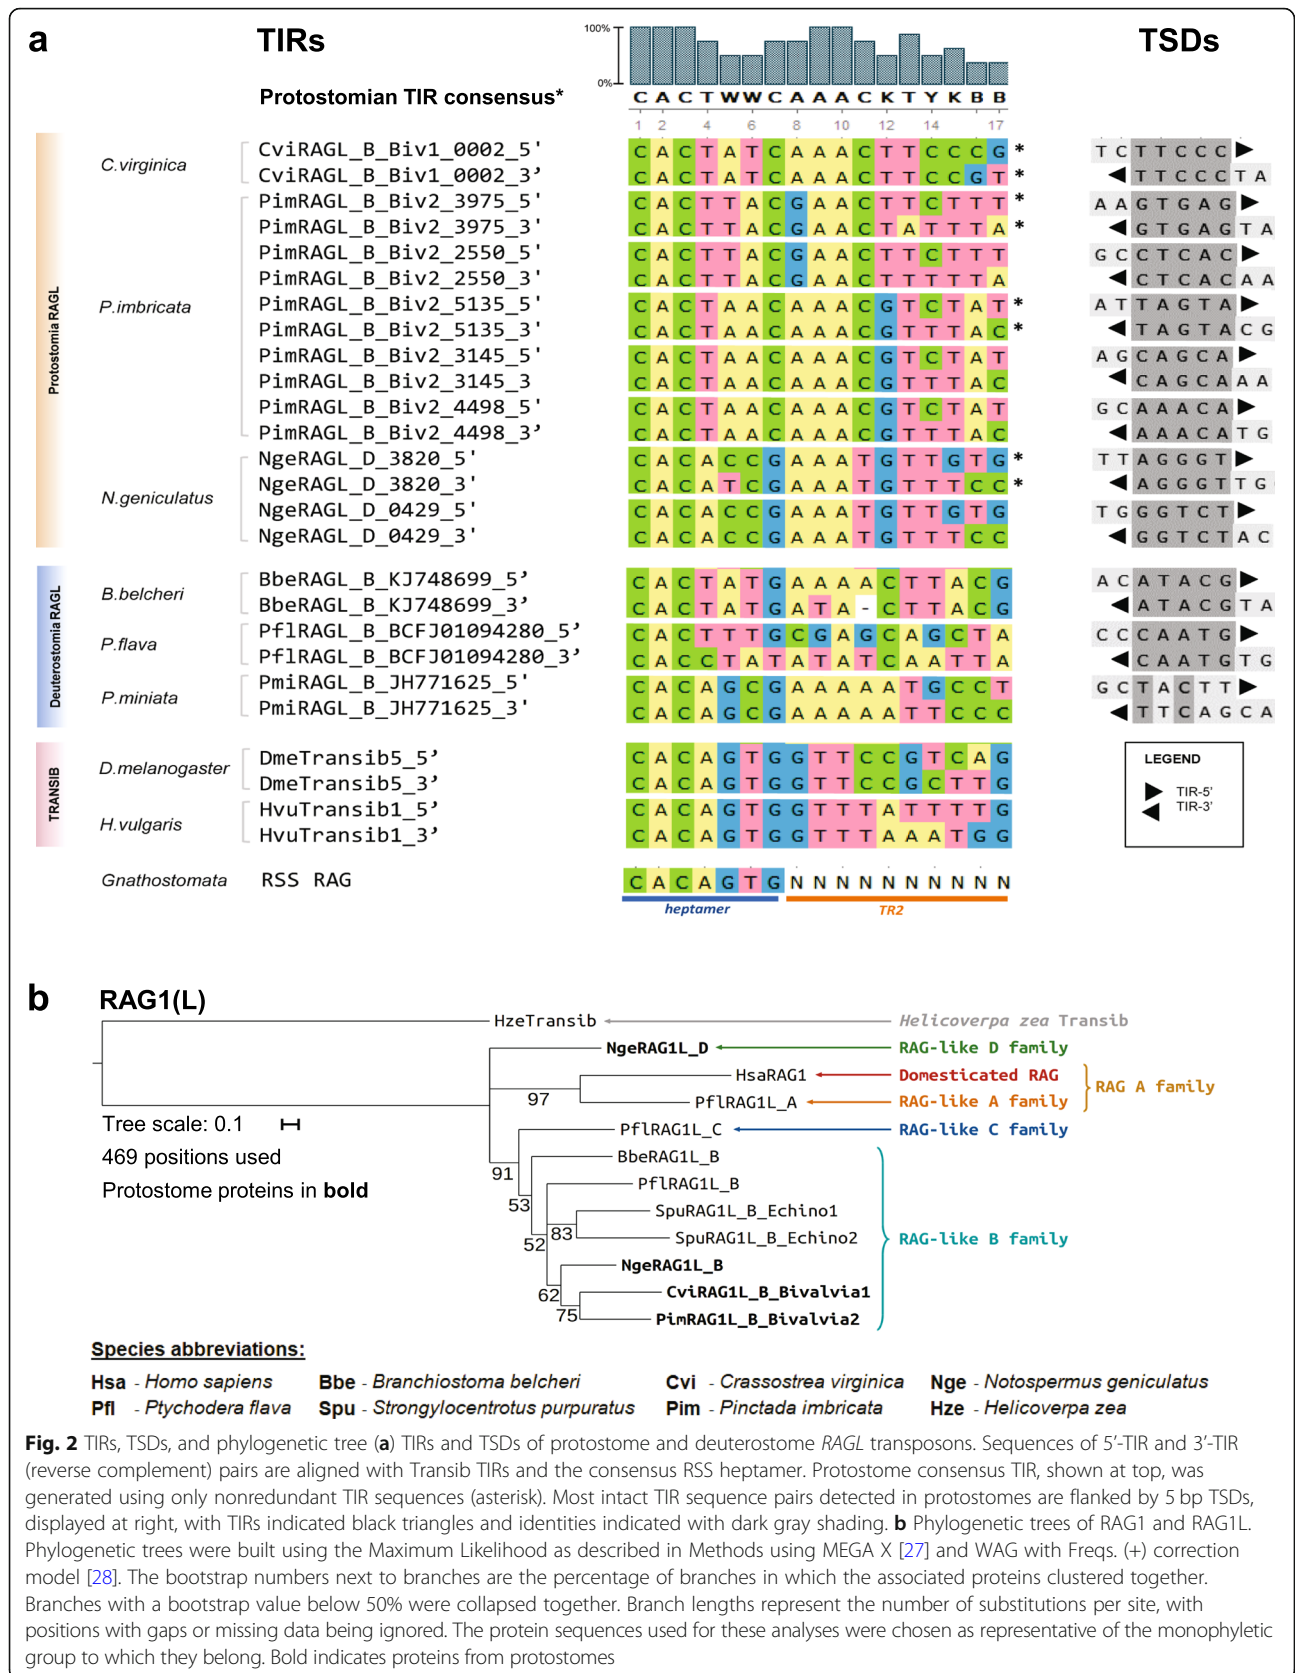 a
TIRs
100%
0%
TSDs
Protostomian TIR consensus*
C A C T W W C A A A C K T Y K B B
1 2 4 6 8 10 12 14 17
Protostomia RAGL
C.virginica
CviRAGL_B_Biv1_0002_5' C A C T A T C A A A C T T C C C G * T C T T C C C
CviRAGL_B_Biv1_0002_3’ C A C T A T C A A A C T T C C G T * T T C C C T A
P.imbricata
PimRAGL_B_Biv2_3975_5' C A C T T A C G A A C T T C T T T * A A G T G A G
PimRAGL_B_Biv2_3975_3' C A C T T A C G A A C T A T T T A * G T G A G T A
PimRAGL_B_Biv2_2550_5' C A C T T A C G A A C T T C T T T G C C T C A C
PimRAGL_B_Biv2_2550_3' C A C T T A C G A A C T T T T T A C T C A C A A
PimRAGL_B_Biv2_5135_5' C A C T A A C A A A C G T C T A T * A T T A G T A
PimRAGL_B_Biv2_5135_3' C A C T A A C A A A C G T T T A C * T A G T A C G
PimRAGL_B_Biv2_3145_5' C A C T A A C A A A C G T C T A T A G C A G C A
PimRAGL_B_Biv2_3145_3 C A C T A A C A A A C G T T T A C C A G C A A A
PimRAGL_B_Biv2_4498_5' C A C T A A C A A A C G T C T A T G C A A A C A
PimRAGL_B_Biv2_4498_3’ C A C T A A C A A A C G T T T A C A A A C A T G
N.geniculatus
NgeRAGL_D_3820_5' C A C A C C G A A A T G T T G T G * T T A G G G T
NgeRAGL_D_3820_3' C A C A T C G A A A T G T T T C C * A G G G T T G
NgeRAGL_D_0429_5' C A C A C C G A A A T G T T G T G T G G G T C T
NgeRAGL_D_0429_3' C A C A C C G A A A T G T T T C C G G T C T A C
Deuterostomia RAGL
B.belcheri
BbeRAGL_B_KJ748699_5’ C A C T A T G A A A A C T T A C G A C A T A C G
BbeRAGL_B_KJ748699_3’ C A C T A T G A T A - C T T A C G A T A C G T A
P.flava
PflRAGL_B_BCFJ01094280_5’ C A C T T T G C G A G C A G C T A C C C A A T G
PflRAGL_B_BCFJ01094280_3’ C A C C T A T A T A T C A A T T A C A A T G T G
P.miniata
PmiRAGL_B_JH771625_5' C A C A G C G A A A A A T G C C T G C T A C T T
PmiRAGL_B_JH771625_3' C A C A G C G A A A A A T T C C C T T C A G C A
TRANSIB
D.melanogaster
DmeTransib5_5’ C A C A G T G G T T C C G T C A G
DmeTransib5_3’ C A C A G T G G T T C C G C T T G
H.vulgaris
HvuTransib1_5’ C A C A G T G G T T T A T T T T G
HvuTransib1_3’ C A C A G T G G T T T A A A T G G
LEGEND
TIR-5'
TIR-3'
Gnathostomata RSS RAG C A C A G T G N N N N N N N N N N
heptamer TR2
b
RAG1(L)
HzeTransib Helicoverpa zea Transib
NgeRAG1L_D RAG-like D family
HsaRAG1 Domesticated RAG
RAG A family
97
PflRAG1L_A RAG-like A family
Tree scale: 0.1
PflRAG1L_C RAG-like C family
469 positions used
BbeRAG1L_B
91
Protostome proteins in bold
PflRAG1L_B
53
SpuRAG1L_B_Echino1
83
SpuRAG1L_B_Echino2
52
RAG-like B family
NgeRAG1L_B
62
CviRAG1L_B_Bivalvia1
75
PimRAG1L_B_Bivalvia2
Species abbreviations:
Hsa - Homo sapiens Bbe - Branchiostoma belcheri Cvi - Crassostrea virginica Nge - Notospermus geniculatus
Pfl - Ptychodera flava Spu - Strongylocentrotus purpuratus Pim - Pinctada imbricata Hze - Helicoverpa zea
Fig. 2 TIRs, TSDs, and phylogenetic tree (a) TIRs and TSDs of protostome and deuterostome RAGL transposons. Sequences of 5′-TIR and 3′-TIR
(reverse complement) pairs are aligned with Transib TIRs and the consensus RSS heptamer. Protostome consensus TIR, shown at top, was
generated using only nonredundant TIR sequences (asterisk). Most intact TIR sequence pairs detected in protostomes are flanked by 5 bp TSDs,
displayed at right, with TIRs indicated black triangles and identities indicated with dark gray shading. b Phylogenetic trees of RAG1 and RAG1L.
Phylogenetic trees were built using the Maximum Likelihood as described in Methods using MEGA X [27] and WAG with Freqs. (+) correction
model [28]. The bootstrap numbers next to branches are the percentage of branches in which the associated proteins clustered together.
Branches with a bootstrap value below 50% were collapsed together. Branch lengths represent the number of substitutions per site, with
positions with gaps or missing data being ignored. The protein sequences used for these analyses were chosen as representative of the monophyletic
group to which they belong. Bold indicates proteins from protostomes